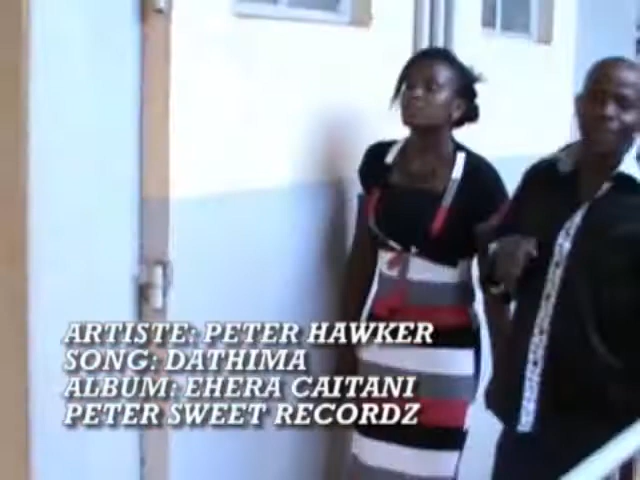 ARTISTE: PETER HAWKER
SONG: DATHIMA
ALBUM: EHERA CAITANI
PETER SWEET RECORDZ